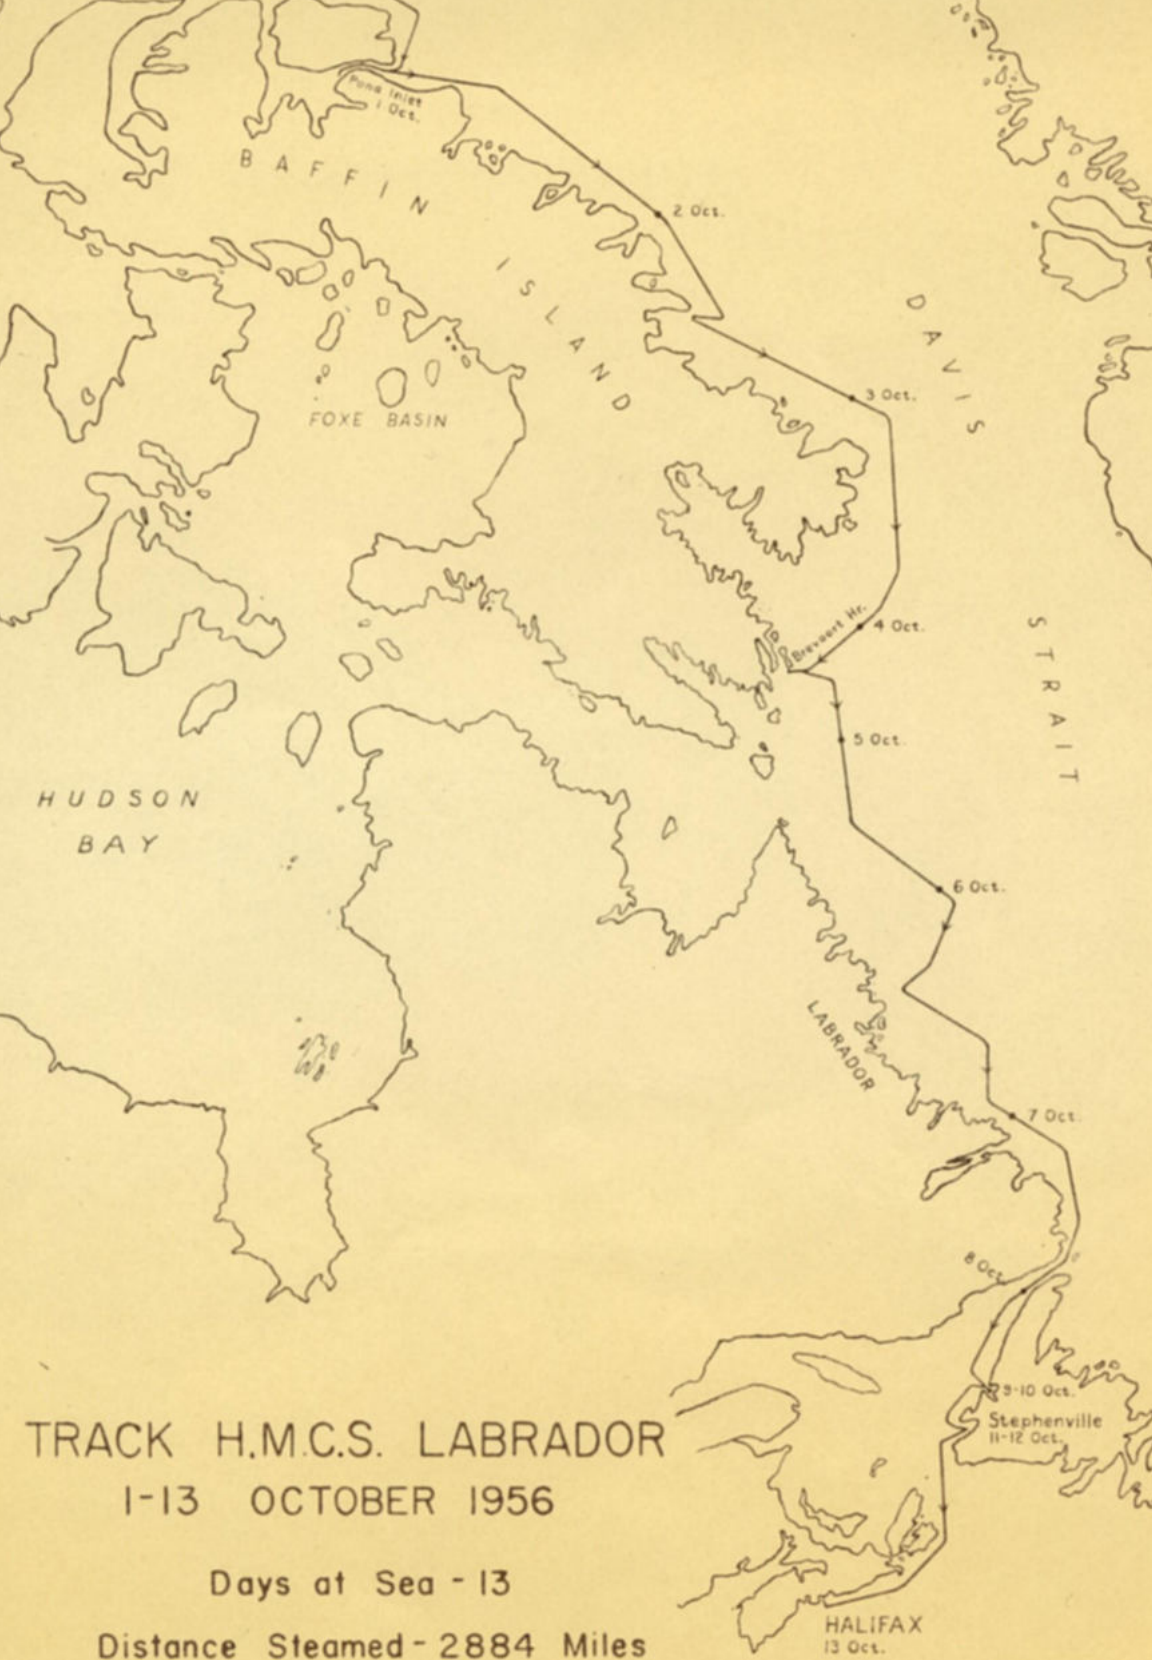 Pond Inlet
1 Oct.
BAFFIN ISLAND
2 Oct.
DAVIS STRAIT
3 Oct.
FOXE BASIN
Brevoort Hr.
4 Oct.
5 Oct.
HUDSON
BAY
6 Oct.
LABRADOR
7 Oct.
8 Oct.
9-10 Oct.
Stephenville
11-12 Oct.
TRACK H.M.C.S. LABRADOR
1-13 OCTOBER 1956
Days at Sea - 13
Distance Steamed - 2884 Miles
HALIFAX
13 Oct.